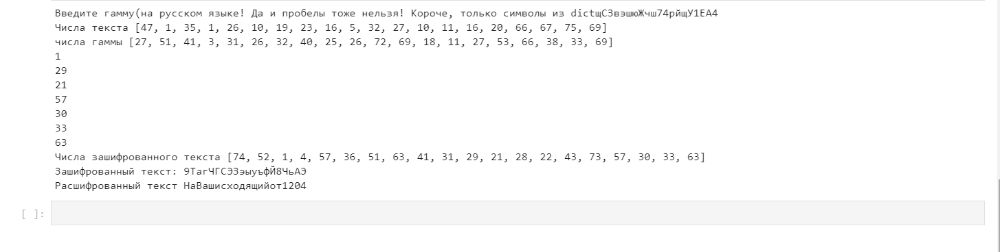 Введите гамму(на русском языке! Да и пробелы тоже нельзя! Короче, только символы из dictщСЗвэшюЖчш74рйщУ1ЕА4
Числа текста [47, 1, 35, 1, 26, 10, 19, 23, 16, 5, 32, 27, 10, 11, 16, 20, 66, 67, 75, 69]
числа гаммы [27, 51, 41, 3, 31, 26, 32, 40, 25, 26, 72, 69, 18, 11, 27, 53, 66, 38, 33, 69]
1
29
21
57
30
33
63
Числа зашифрованного текста [74, 52, 1, 4, 57, 36, 51, 63, 41, 31, 29, 21, 28, 22, 43, 73, 57, 30, 33, 63]
Зашифрованный текст: 9ТагЧГСЭЗэыуъфЙ8ЧьАЭ
Расшифрованный текст НаВашисходящийот1204
[ ]: